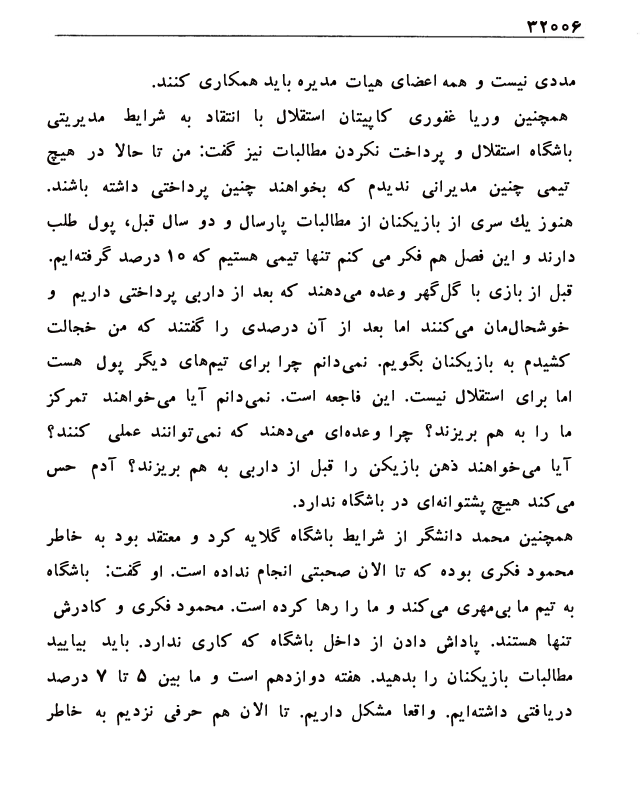 ۳۲۰۰۶
مددی نیست و همه اعضای هیات مدیره باید همکاری کنند.
همچنین وریا غفوری کاپیتان استقلال با انتقاد به شرایط مدیریتی
باشگاه استقلال و پرداخت نکردن مطالبات نیز گفت: من تا حالا در هیچ
تیمی چنین مدیرانی ندیدم که بخواهند چنین پرداختی داشته باشند.
هنوز یك سری از بازیکنان از مطالبات پارسال و دو سال قبل، پول طلب
دارند و این فصل هم فکر می کنم تنها تیمی هستیم که ۱۰ درصد گرفته‌ایم.
قبل از بازی با گل‌گهر وعده می‌دهند که بعد از داربی پرداختی داریم و
خوشحال‌مان می‌کنند اما بعد از آن درصدی را گفتند که من خجالت
کشیدم به بازیکنان بگویم. نمی‌دانم چرا برای تیم‌های دیگر پول هست
اما برای استقلال نیست. این فاجعه است. نمی‌دانم آیا می‌خواهند تمرکز
ما را به هم بریزند؟ چرا وعده‌ای می‌دهند که نمی‌توانند عملی کنند؟
آیا می‌خواهند ذهن بازیکن را قبل از داربی به هم بریزند؟ آدم حس
می‌کند هیچ پشتوانه‌ای در باشگاه ندارد.
همچنین محمد دانشگر از شرایط باشگاه گلایه کرد و معتقد بود به خاطر
محمود فکری بوده که تا الان صحبتی انجام نداده است. او گفت: باشگاه
به تیم ما بی‌مهری می‌کند و ما را رها کرده است. محمود فکری و کادرش
تنها هستند. پاداش دادن از داخل باشگاه که کاری ندارد. باید بیایید
مطالبات بازیکنان را بدهید. هفته دوازدهم است و ما بین ۵ تا ۷ درصد
دریافتی داشته‌ایم. واقعا مشکل داریم. تا الان هم حرفی نزدیم به خاطر